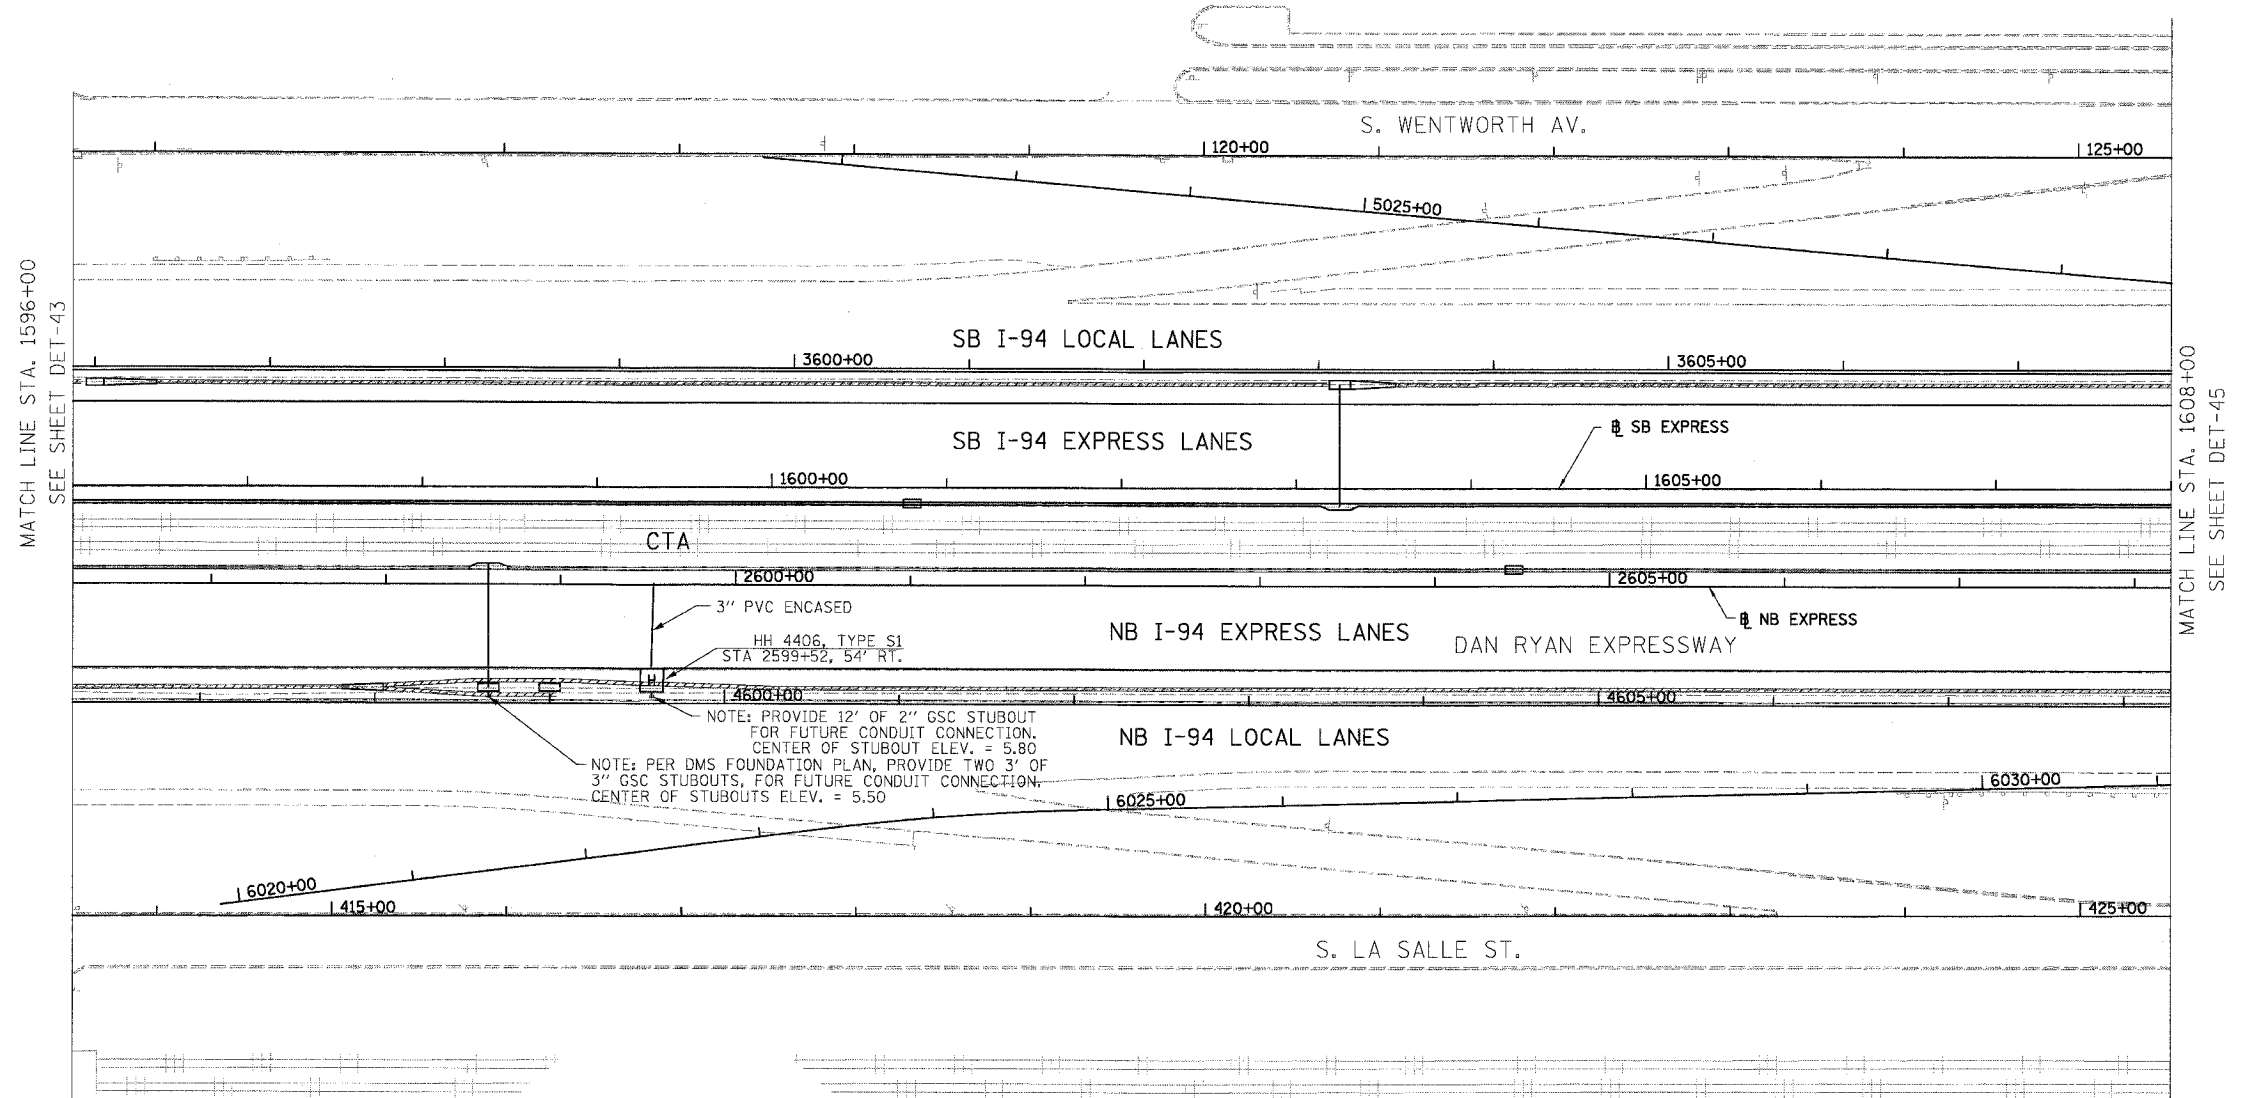 S. WENTWORTH AV.
120+00
125+00
5025+00
MATCH LINE STA. 1596+00
SEE SHEET DET-43
SB I-94 LOCAL LANES
3600+00
3605+00
SB I-94 EXPRESS LANES
℄ SB EXPRESS
1600+00
1605+00
MATCH LINE STA. 1608+00
SEE SHEET DET-45
CTA
2600+00
2605+00
3" PVC ENCASED
℄ NB EXPRESS
NB I-94 EXPRESS LANES
DAN RYAN EXPRESSWAY
HH 4406, TYPE S1
STA 2599+52, 54' RT.
H
4600+00
4605+00
NOTE: PROVIDE 12' OF 2" GSC STUBOUT
FOR FUTURE CONDUIT CONNECTION.
CENTER OF STUBOUT ELEV. = 5.80
NB I-94 LOCAL LANES
NOTE: PER DMS FOUNDATION PLAN, PROVIDE TWO 3' OF
3" GSC STUBOUTS, FOR FUTURE CONDUIT CONNECTION.
CENTER OF STUBOUTS ELEV. = 5.50
6030+00
6025+00
6020+00
415+00
420+00
425+00
S. LA SALLE ST.